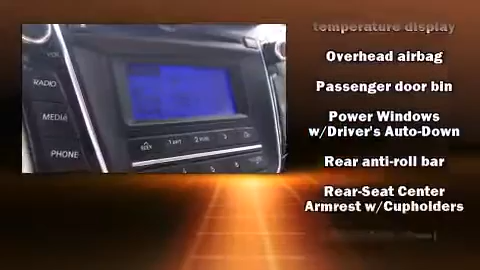 temperature display
Overhead airbag
Passenger door bin
Power Windows
w/Driver's Auto-Down
Rear anti-roll bar
Rear-Seat Center
Armrest w/Cupholders
RADIO
MEDIA
PHONE